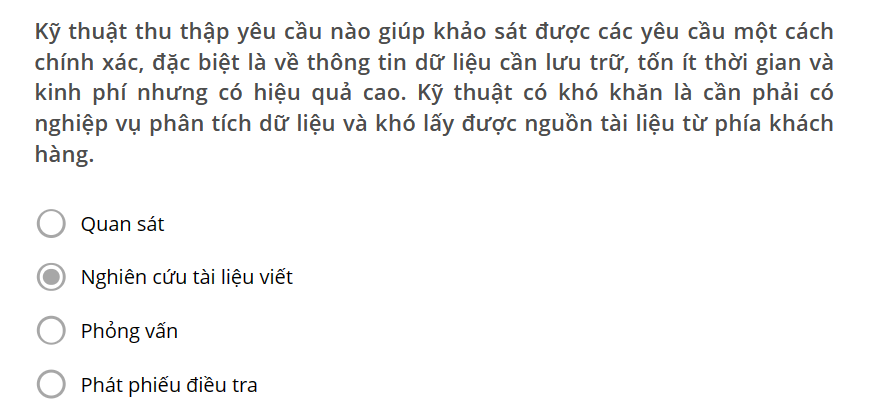 Kỹ thuật thu thập yêu cầu nào giúp khảo sát được các yêu cầu một cách
chính xác, đặc biệt là về thông tin dữ liệu cần lưu trữ, tốn ít thời gian và
kinh phí nhưng có hiệu quả cao. Kỹ thuật có khó khăn là cần phải có
nghiệp vụ phân tích dữ liệu và khó lấy được nguồn tài liệu từ phía khách
hàng.
Quan sát
Nghiên cứu tài liệu viết
Phỏng vấn
Phát phiếu điều tra